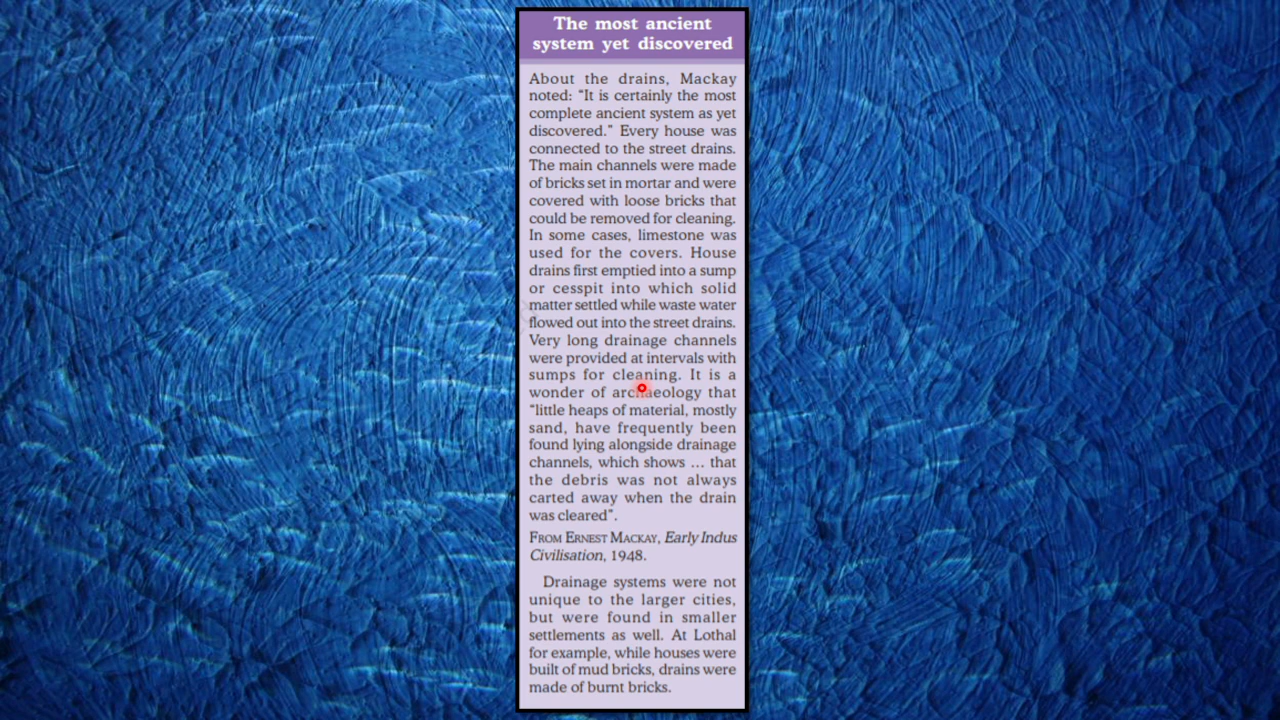 The most ancient
system yet discovered
About the drains, Mackay
noted: “It is certainly the most
complete ancient system as yet
discovered.” Every house was
connected to the street drains.
The main channels were made
of bricks set in mortar and were
covered with loose bricks that
could be removed for cleaning.
In some cases, limestone was
used for the covers. House
drains first emptied into a sump
or cesspit into which solid
matter settled while waste water
flowed out into the street drains.
Very long drainage channels
were provided at intervals with
sumps for cleaning. It is a
wonder of archaeology that
“little heaps of material, mostly
sand, have frequently been
found lying alongside drainage
channels, which shows … that
the debris was not always
carted away when the drain
was cleared”.
FROM ERNEST MACKAY, Early Indus
Civilisation, 1948.
Drainage systems were not
unique to the larger cities,
but were found in smaller
settlements as well. At Lothal
for example, while houses were
built of mud bricks, drains were
made of burnt bricks.